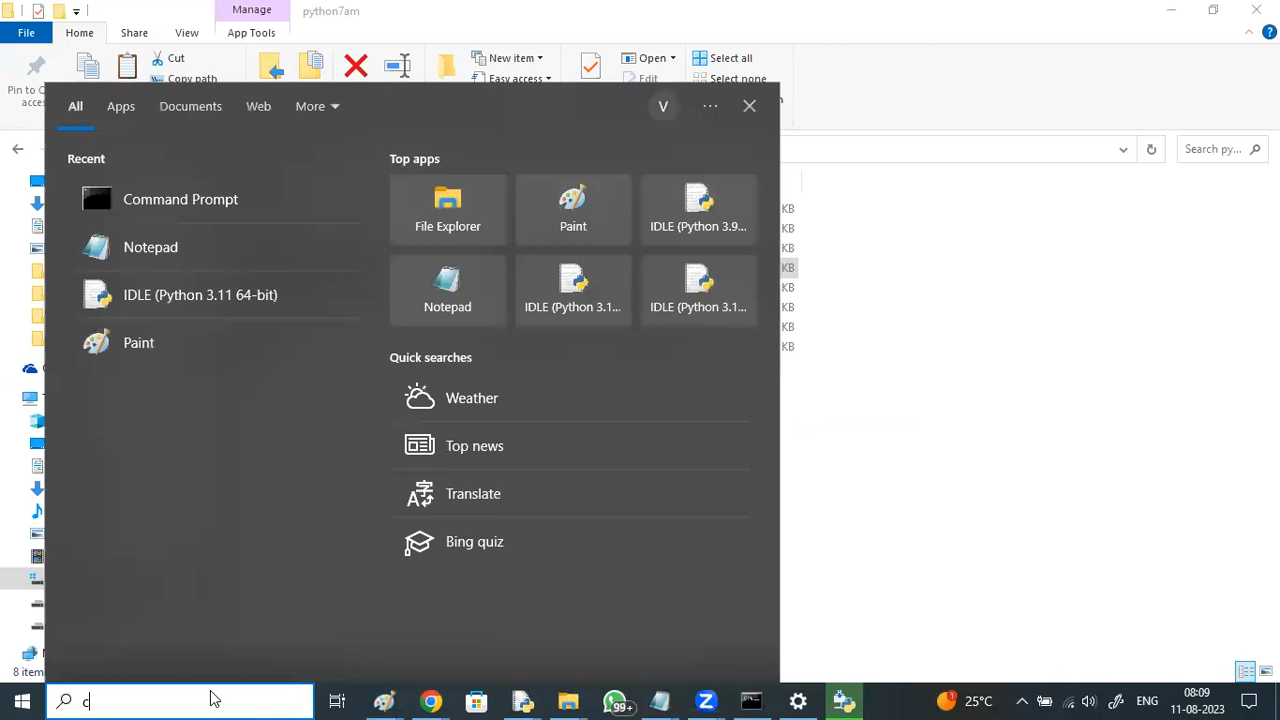 Manage
python7am
File
Home
Share
View
App Tools
Pin to Q
acces
Cut
Copy path
New item
Easy access
Open
Edit
Select all
Select none
All
Apps
Documents
Web
More
V
Recent
Command Prompt
Notepad
IDLE (Python 3.11 64-bit)
Paint
Top apps
File Explorer
Paint
IDLE (Python 3.9...
Notepad
IDLE (Python 3.1...
IDLE (Python 3.1...
Quick searches
Weather
Top news
Translate
Bing quiz
Search py...
KB
KB
KB
KB
KB
KB
KB
KB
8 item
c
99+
25°C
ENG
08:09
11-08-2023